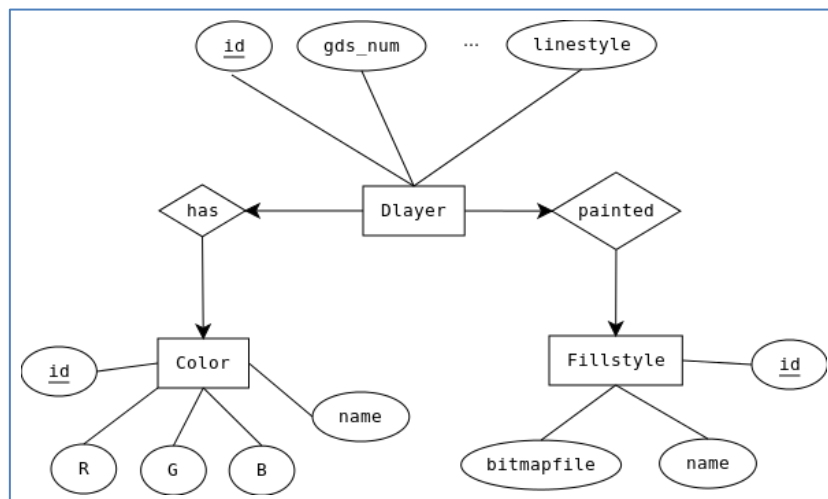 id gds_num ... linestyle
has Dlayer painted
id Color Fillstyle id
name
R G B bitmapfile name